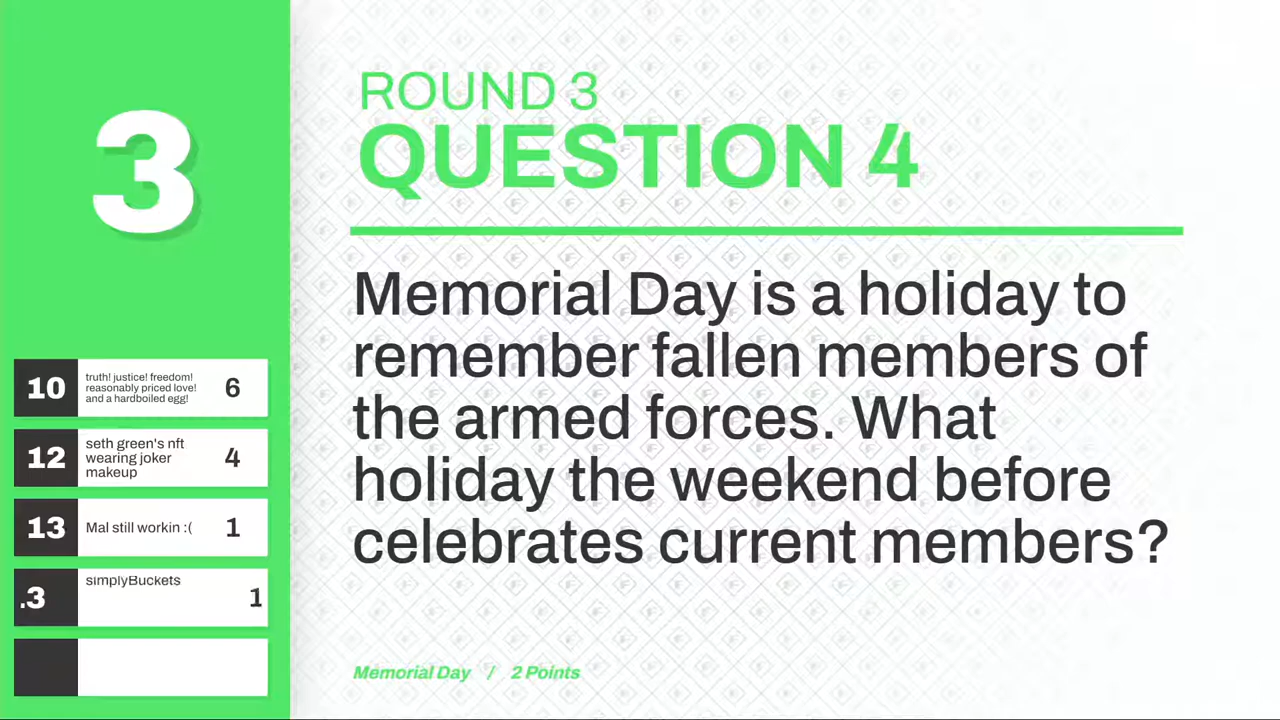 3
ROUND 3
QUESTION 4
Memorial Day is a holiday to
remember fallen members of
the armed forces. What
holiday the weekend before
celebrates current members?
Memorial Day / 2 Points
10
truth! justice! freedom!
reasonably priced love!
and a hardboiled egg!
6
12
seth green's nft
wearing joker
makeup
4
13
Mal still workin :(
1
.3
simplyBuckets
1